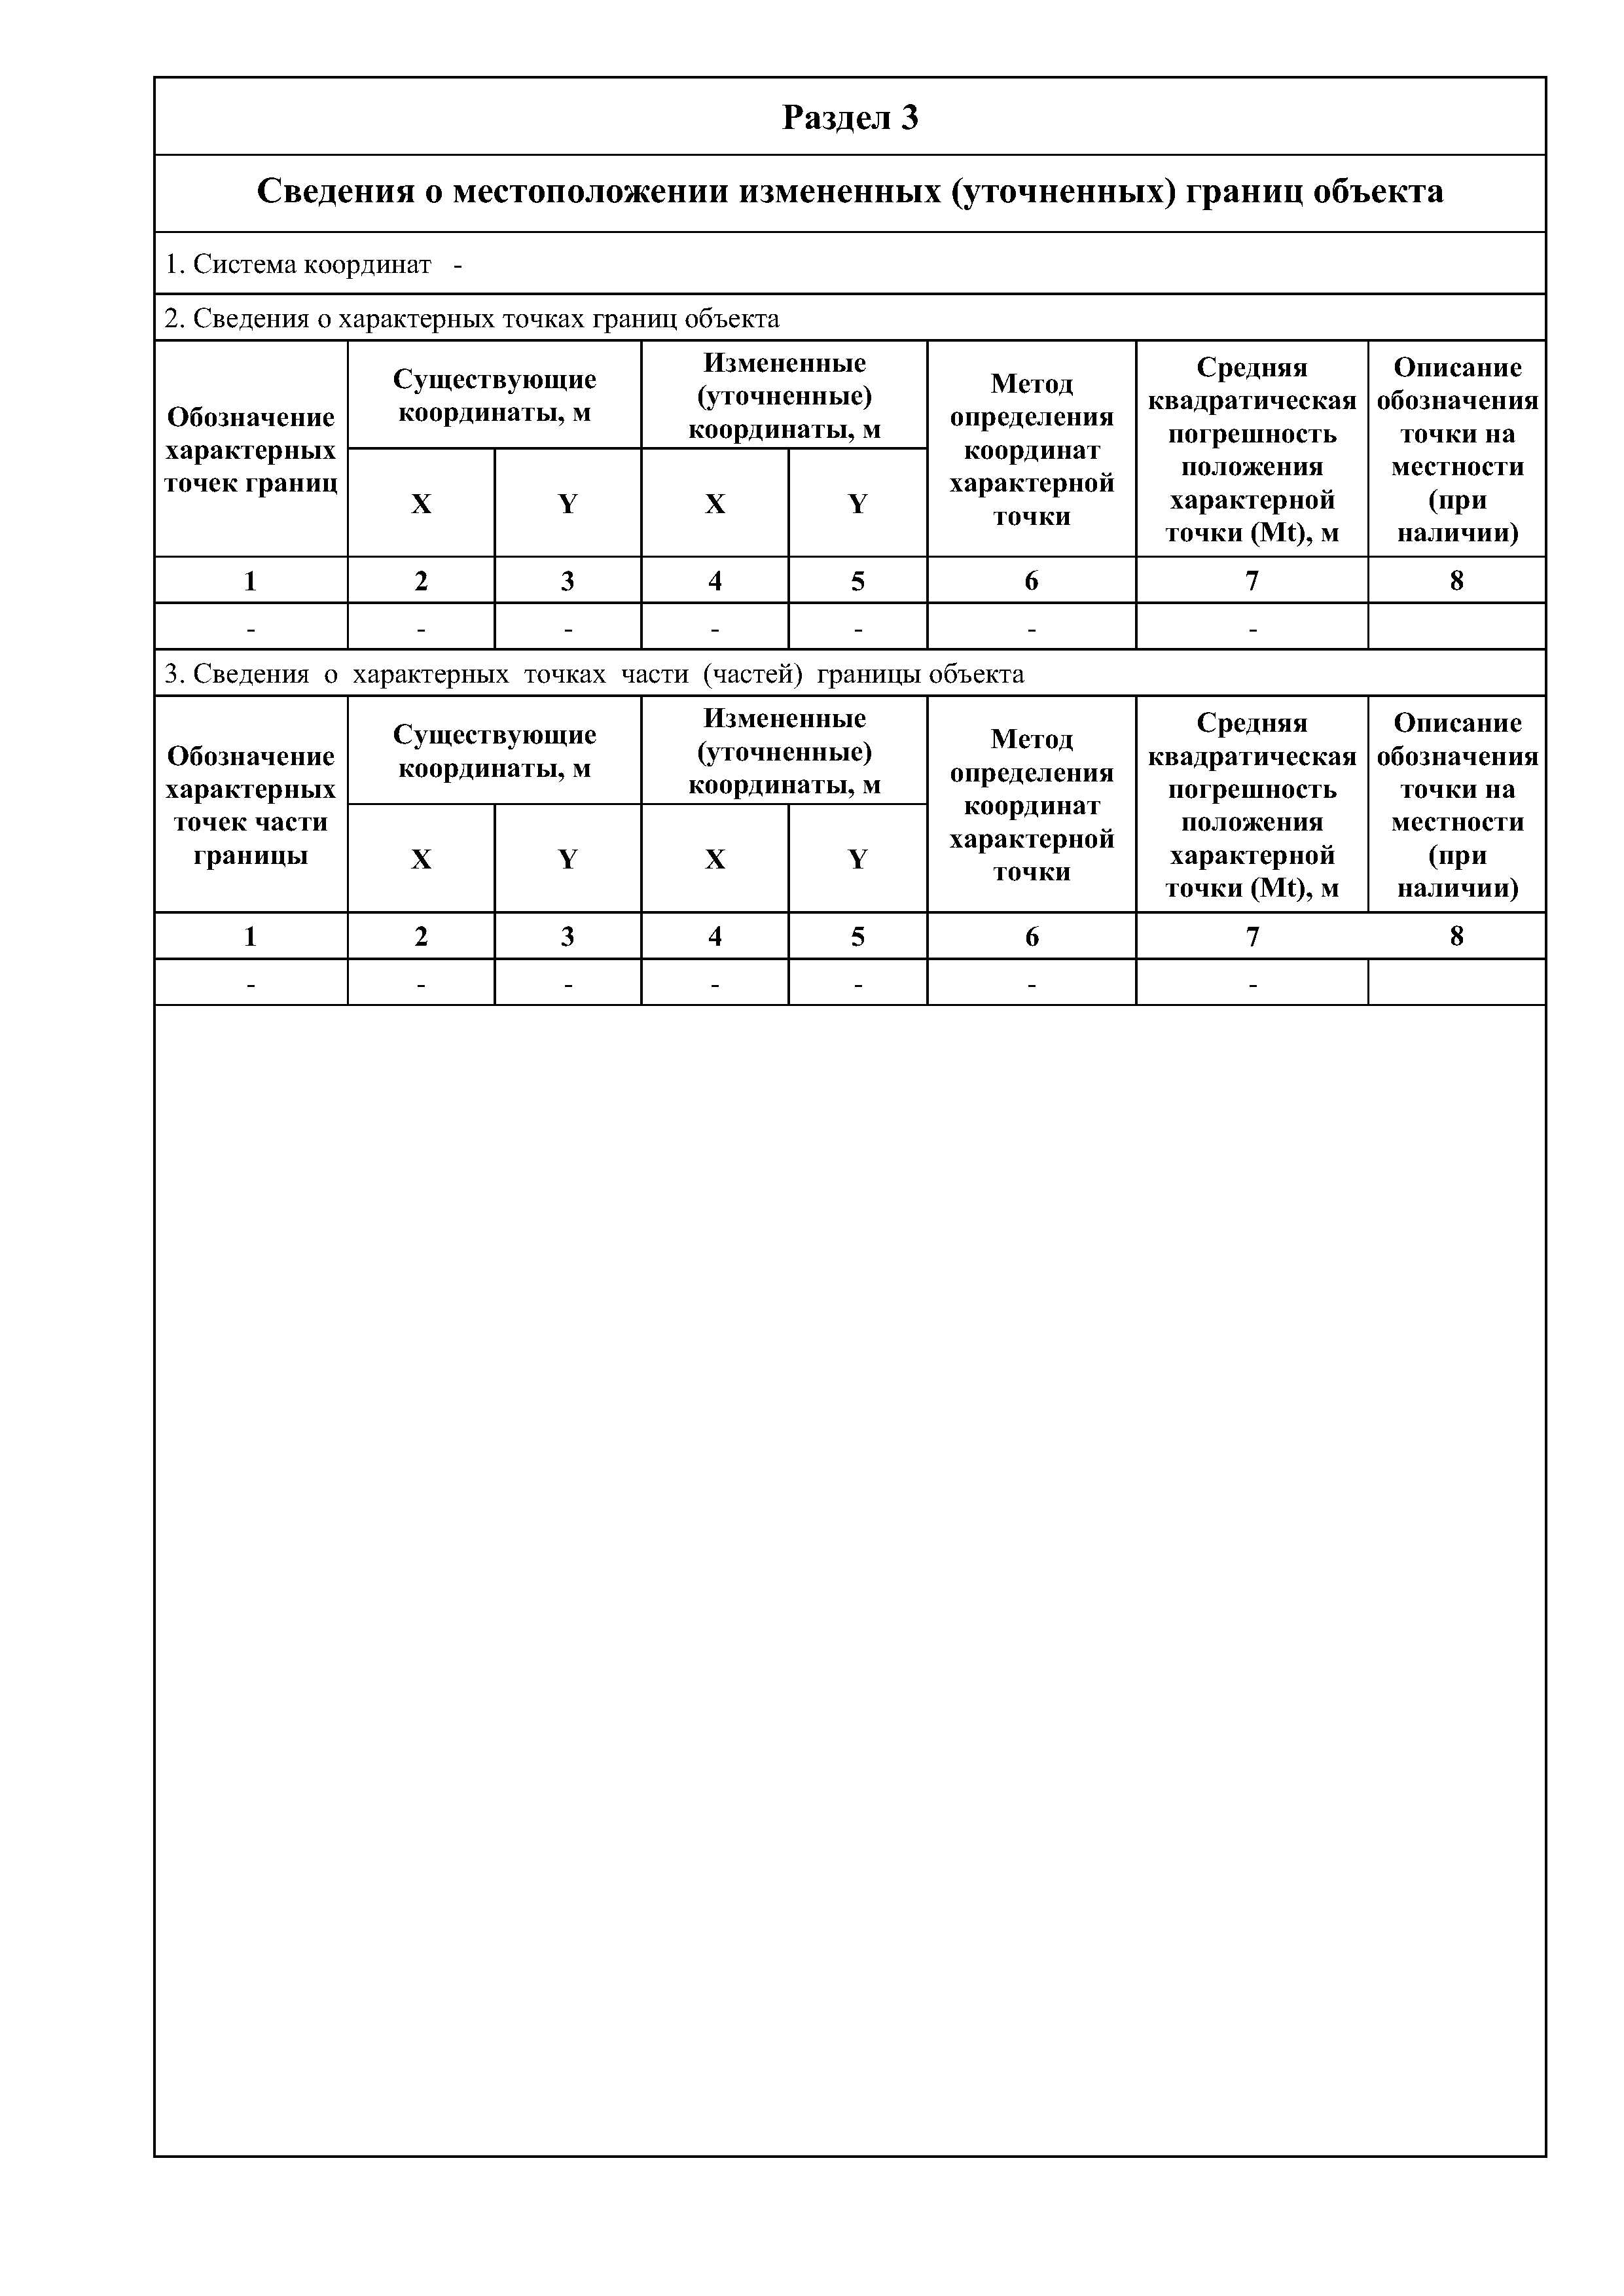 Раздел 3
Сведения о местоположении измененных (уточненных) границ объекта
1. Система координат -
2. Сведения о характерных точках границ объекта
Обозначение
характерных
точек границ
Существующие
координаты, м
Измененные
(уточненные)
координаты, м
Метод
определения
координат
характерной
точки
Средняя
квадратическая
погрешность
положения
характерной
точки (Mt), м
Описание
обозначения
точки на
местности
(при
наличии)
X Y X Y
1 2 3 4 5 6 7 8
- - - - - - -
3. Сведения о характерных точках части (частей) границы объекта
Обозначение
характерных
точек части
границы
Существующие
координаты, м
Измененные
(уточненные)
координаты, м
Метод
определения
координат
характерной
точки
Средняя
квадратическая
погрешность
положения
характерной
точки (Mt), м
Описание
обозначения
точки на
местности
(при
наличии)
X Y X Y
1 2 3 4 5 6 7 8
- - - - - - -